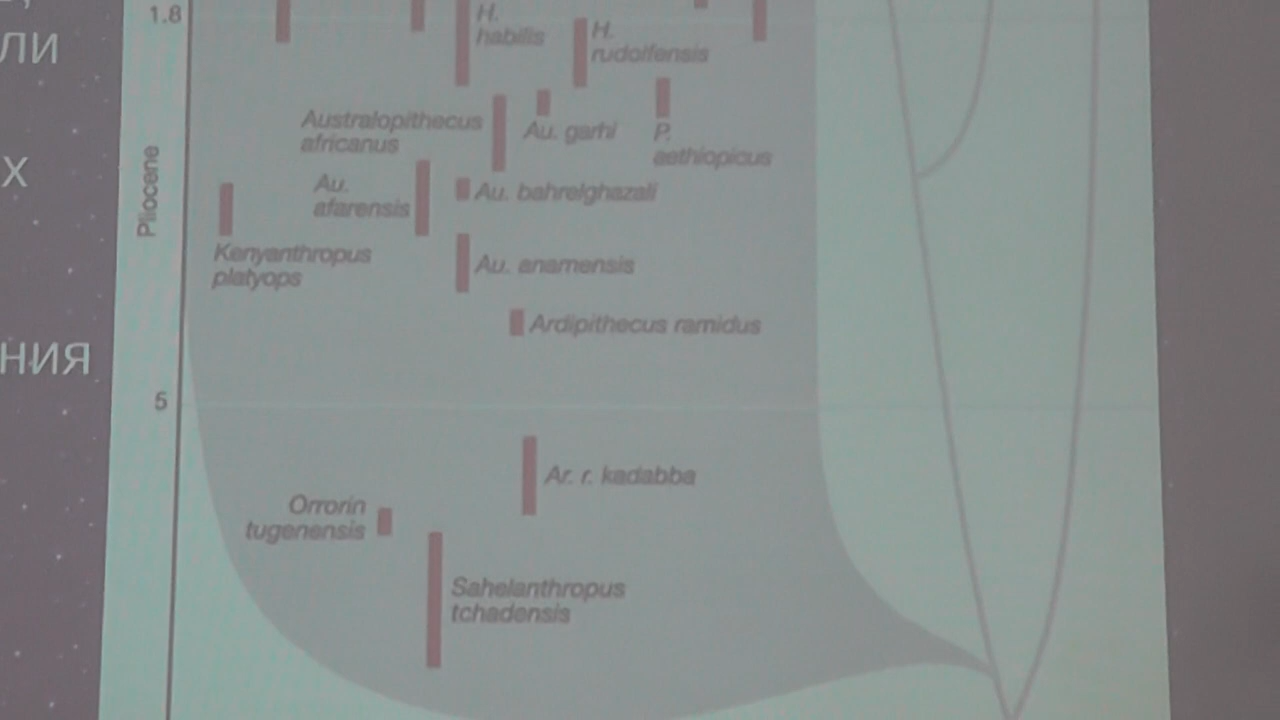 ли
х
ния
1.8
Pliocene
5
H.
habilis
H.
rudolfensis
Australopithecus
africanus
Au. garhi
P.
aethiopicus
Au.
afarensis
Au. bahrelghazali
Kenyanthropus
platyops
Au. anamensis
Ardipithecus ramidus
Ar. r. kadabba
Orrorin
tugenensis
Sahelanthropus
tchadensis